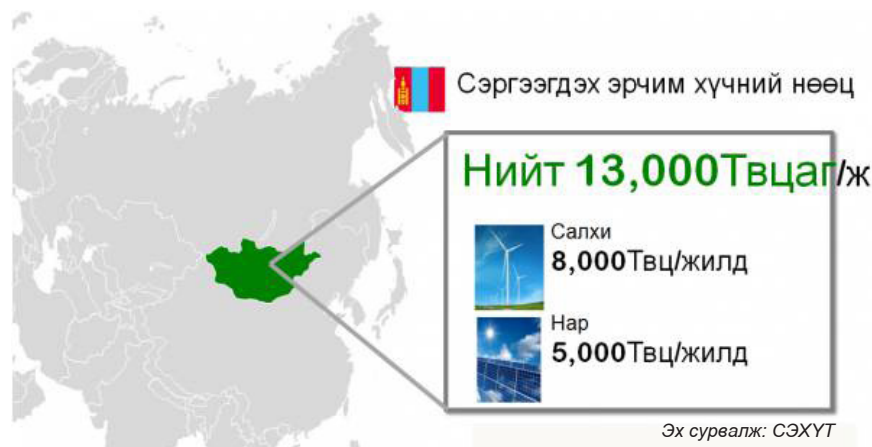 Сэргээгдэх эрчим хүчний нөөц
Нийт 13,000Твцаг/ж
Салхи
8,000Твц/жилд
Нар
5,000Твц/жилд
Эх сурвалж: СЭХҮТ